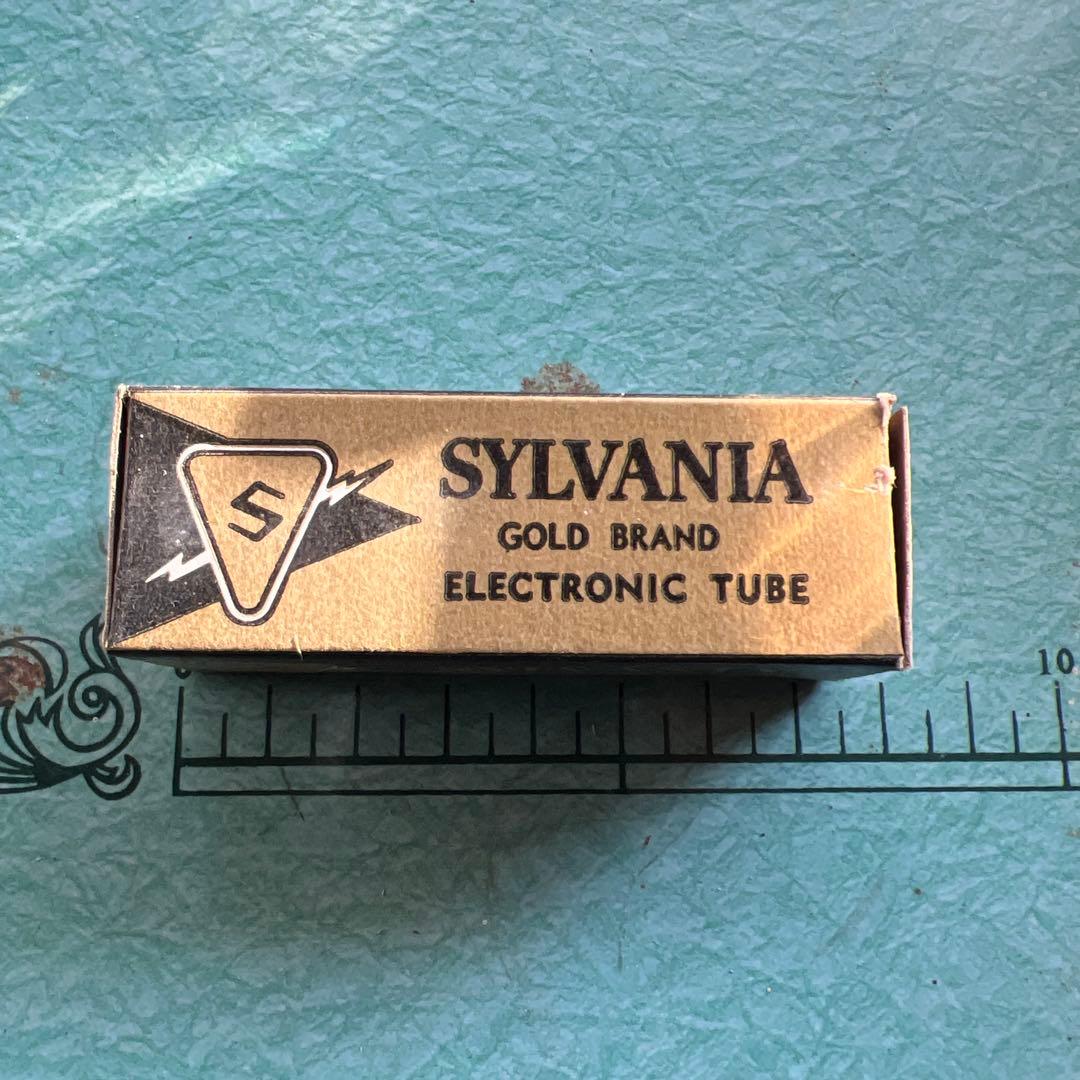 S
SYLVANIA
GOLD BRAND
ELECTRONIC TUBE
10